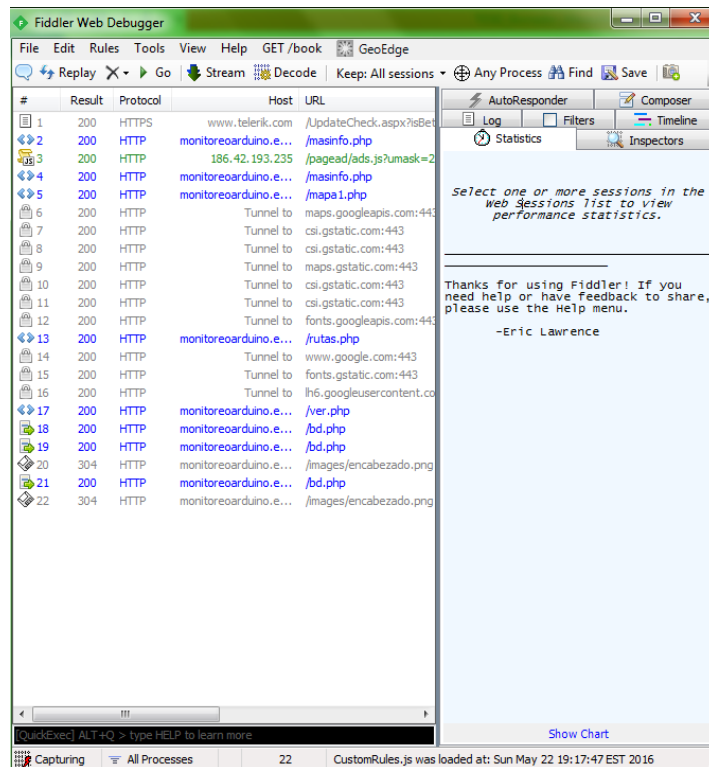 Fiddler Web Debugger
File Edit Rules Tools View Help GET /book GeoEdge
Replay Go Stream Decode Keep: All sessions Any Process Find Save
# Result Protocol Host URL
1 200 HTTPS www.telerik.com /UpdateCheck.aspx?isBet
2 200 HTTP monitoreoarduino.e... /masinfo.php
3 200 HTTP 186.42.193.235 /pagead/ads.js?umask=2
4 200 HTTP monitoreoarduino.e... /masinfo.php
5 200 HTTP monitoreoarduino.e... /mapa1.php
6 200 HTTP Tunnel to maps.googleapis.com:443
7 200 HTTP Tunnel to csi.gstatic.com:443
8 200 HTTP Tunnel to csi.gstatic.com:443
9 200 HTTP Tunnel to maps.gstatic.com:443
10 200 HTTP Tunnel to csi.gstatic.com:443
11 200 HTTP Tunnel to csi.gstatic.com:443
12 200 HTTP Tunnel to fonts.googleapis.com:443
13 200 HTTP monitoreoarduino.e... /rutas.php
14 200 HTTP Tunnel to www.google.com:443
15 200 HTTP Tunnel to fonts.gstatic.com:443
16 200 HTTP Tunnel to lh6.googleusercontent.co
17 200 HTTP monitoreoarduino.e... /ver.php
18 200 HTTP monitoreoarduino.e... /bd.php
19 200 HTTP monitoreoarduino.e... /bd.php
20 304 HTTP monitoreoarduino.e... /images/encabezado.png
21 200 HTTP monitoreoarduino.e... /bd.php
22 304 HTTP monitoreoarduino.e... /images/encabezado.png
AutoResponder Composer
Log Filters Timeline
Statistics Inspectors
Select one or more sessions in the
Web Sessions list to view
performance statistics.
Thanks for using Fiddler! If you
need help or have feedback to share,
please use the Help menu.
-Eric Lawrence
Show Chart
[QuickExec] ALT+Q > type HELP to learn more
Capturing All Processes 22 CustomRules.js was loaded at: Sun May 22 19:17:47 EST 2016